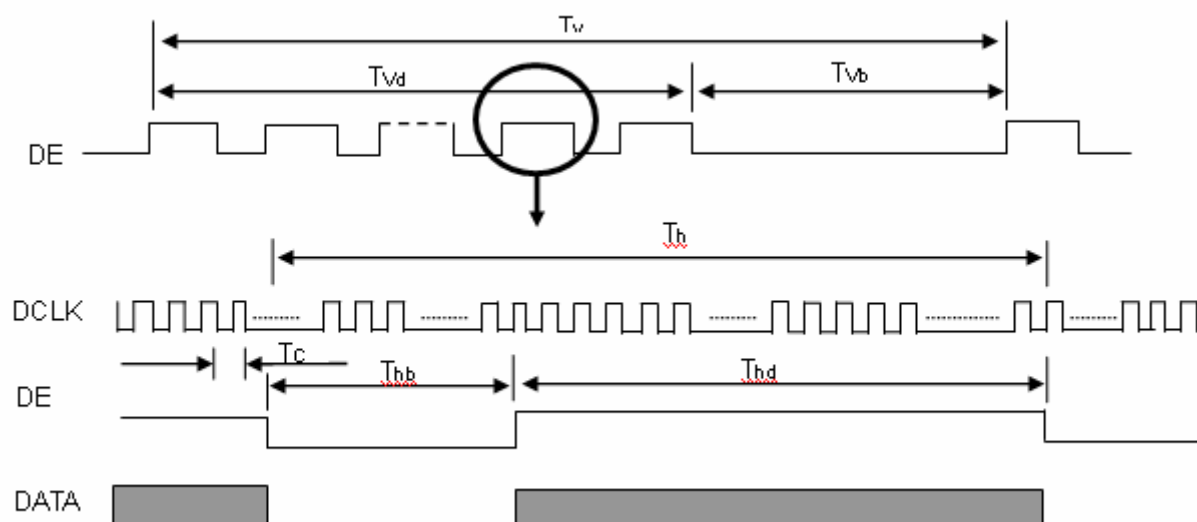 Tv
Tvd
Tvb
DE
Th
DCLK
Tc
Thb
Thd
DE
DATA